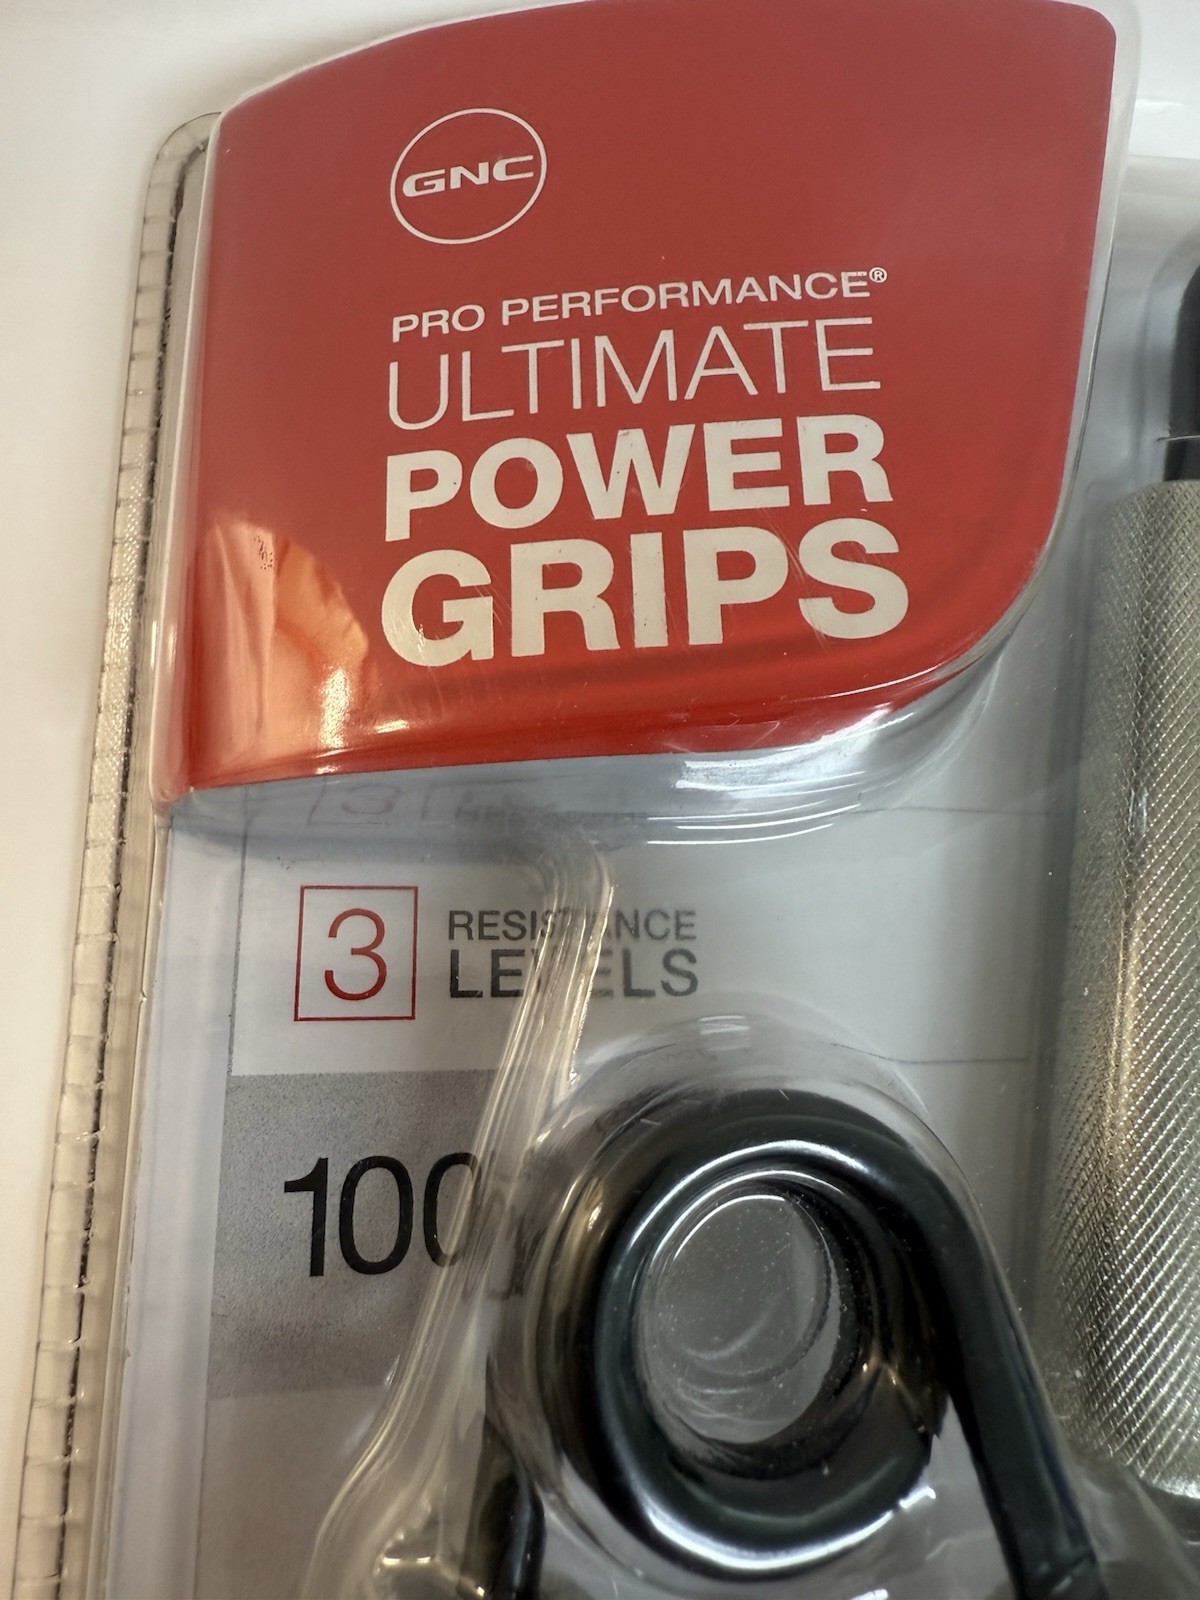 GNC
PRO PERFORMANCE®
ULTIMATE
POWER
GRIPS
3
RESISTANCE
LEVELS
100